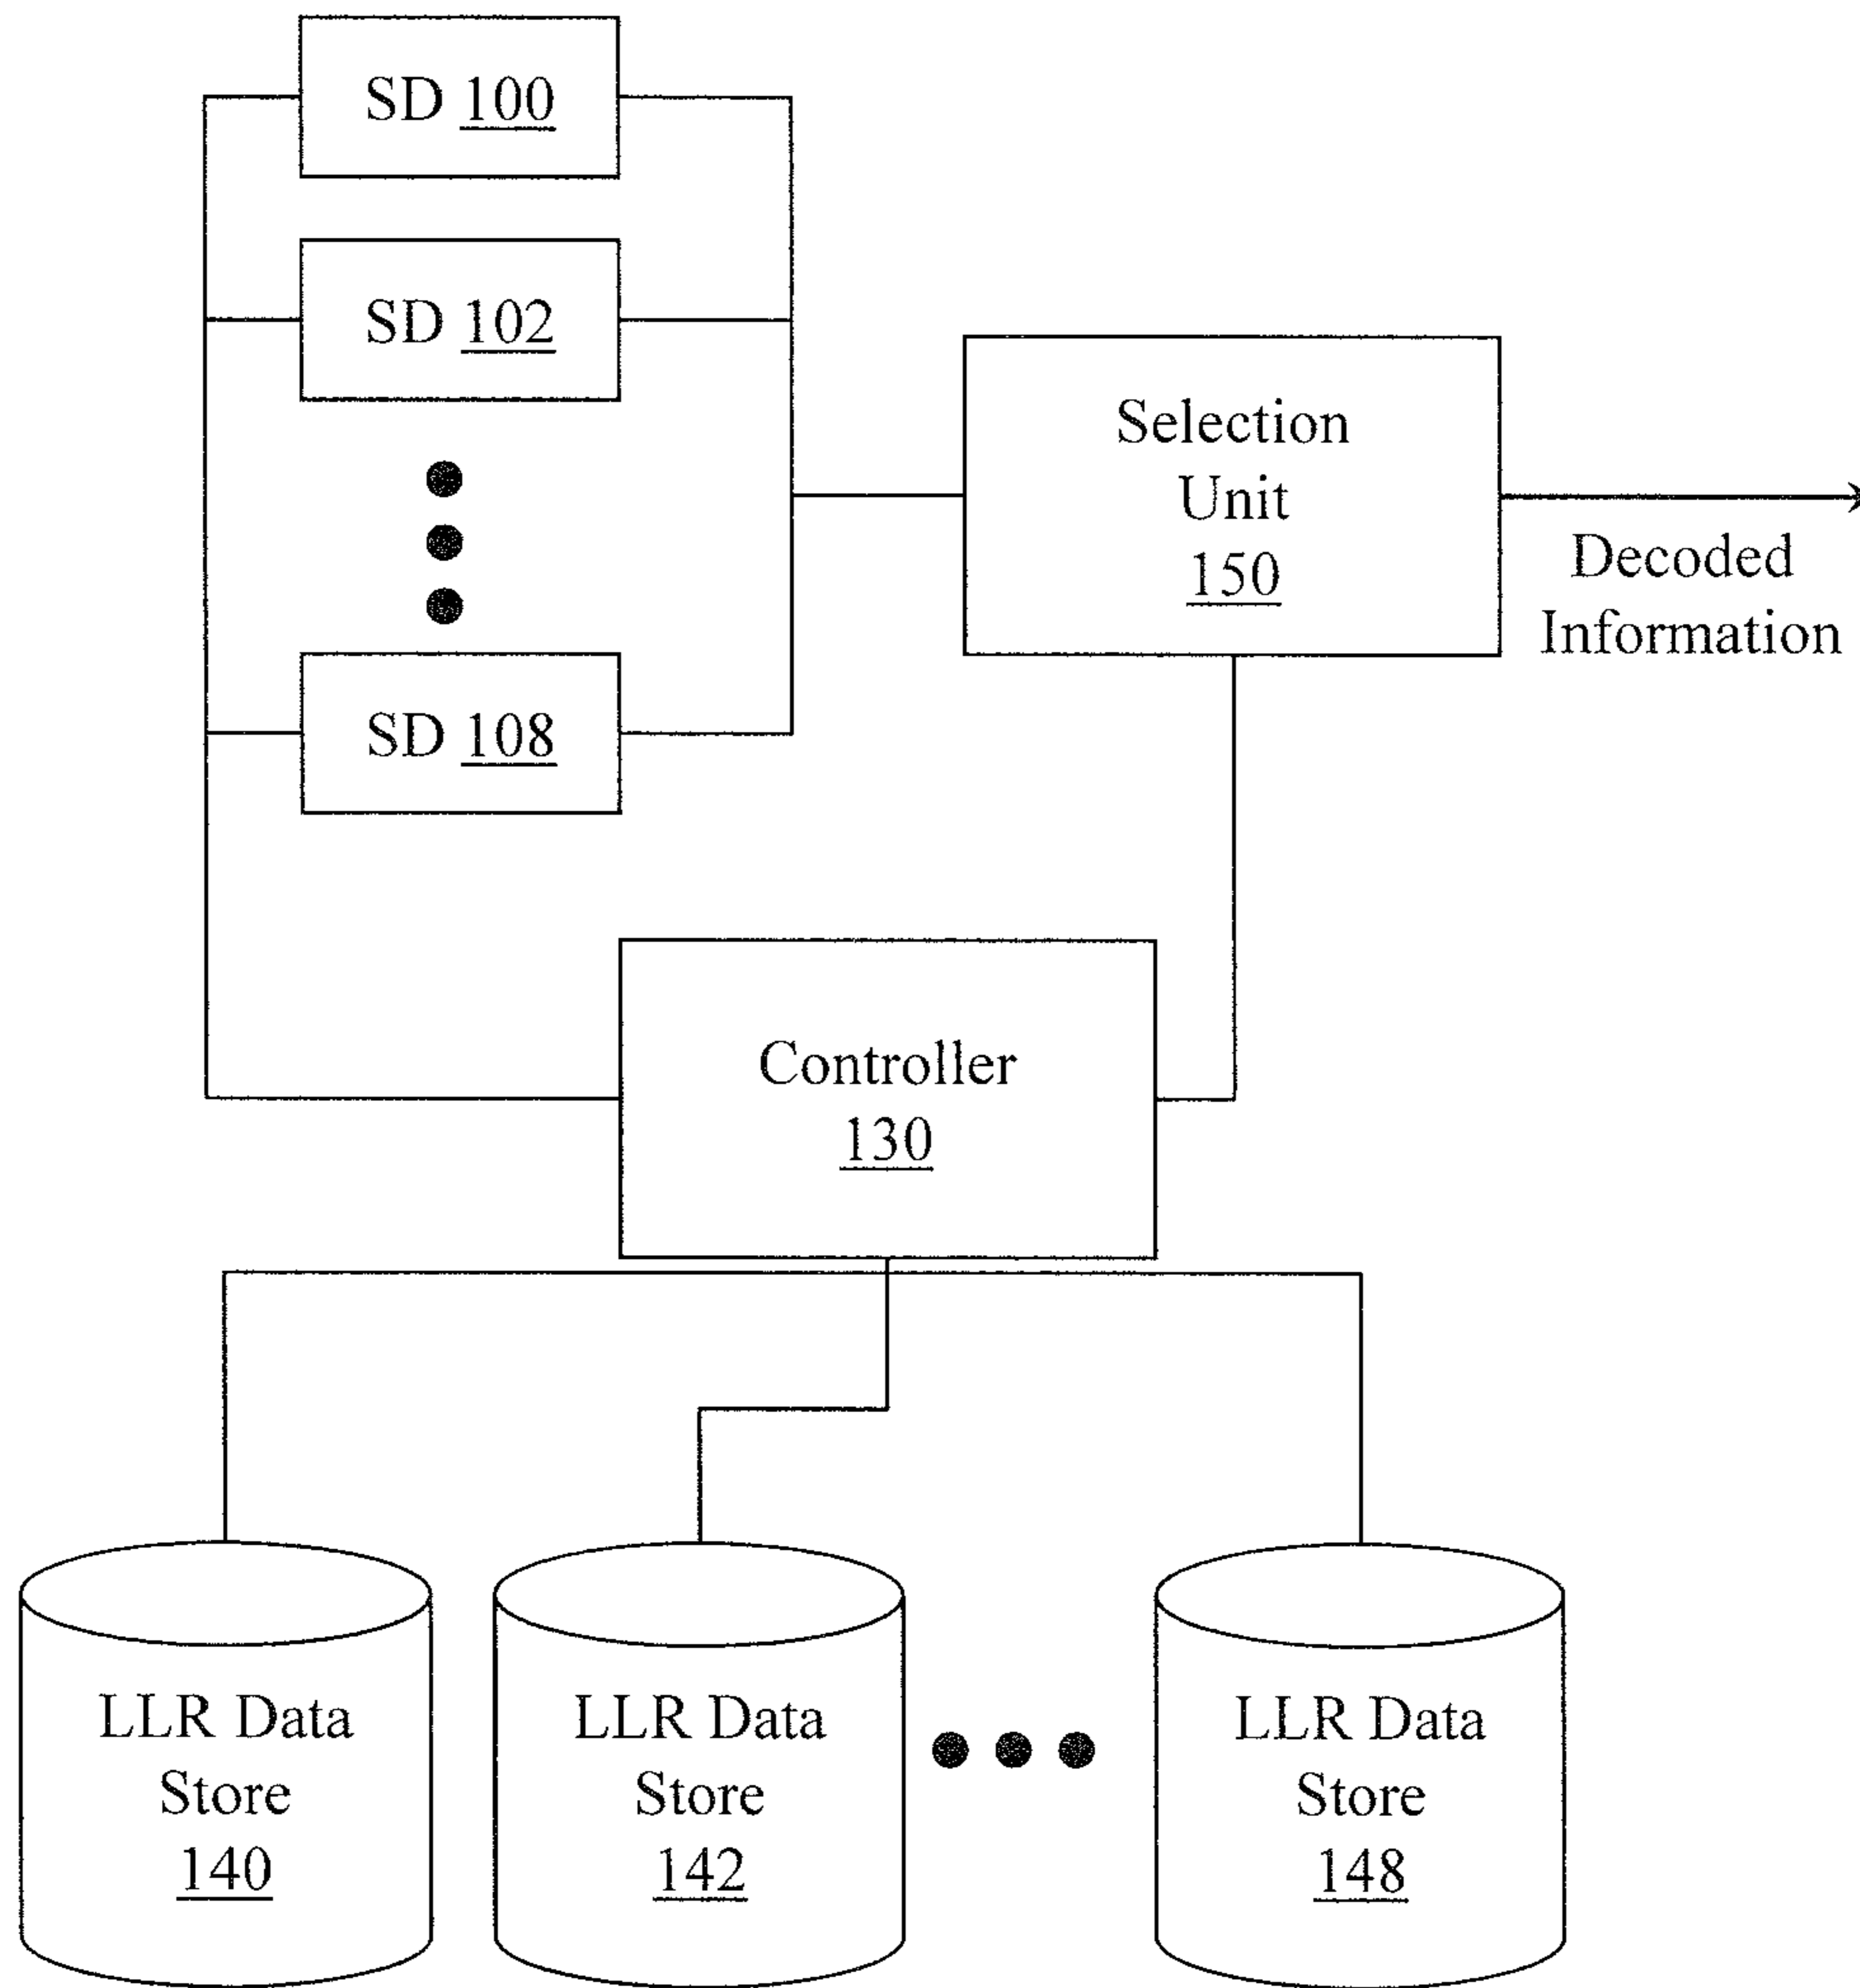 SD 100
SD 102
SD 108
Selection
Unit
150
Decoded
Information
Controller
130
LLR Data
Store
140
LLR Data
Store
142
LLR Data
Store
148